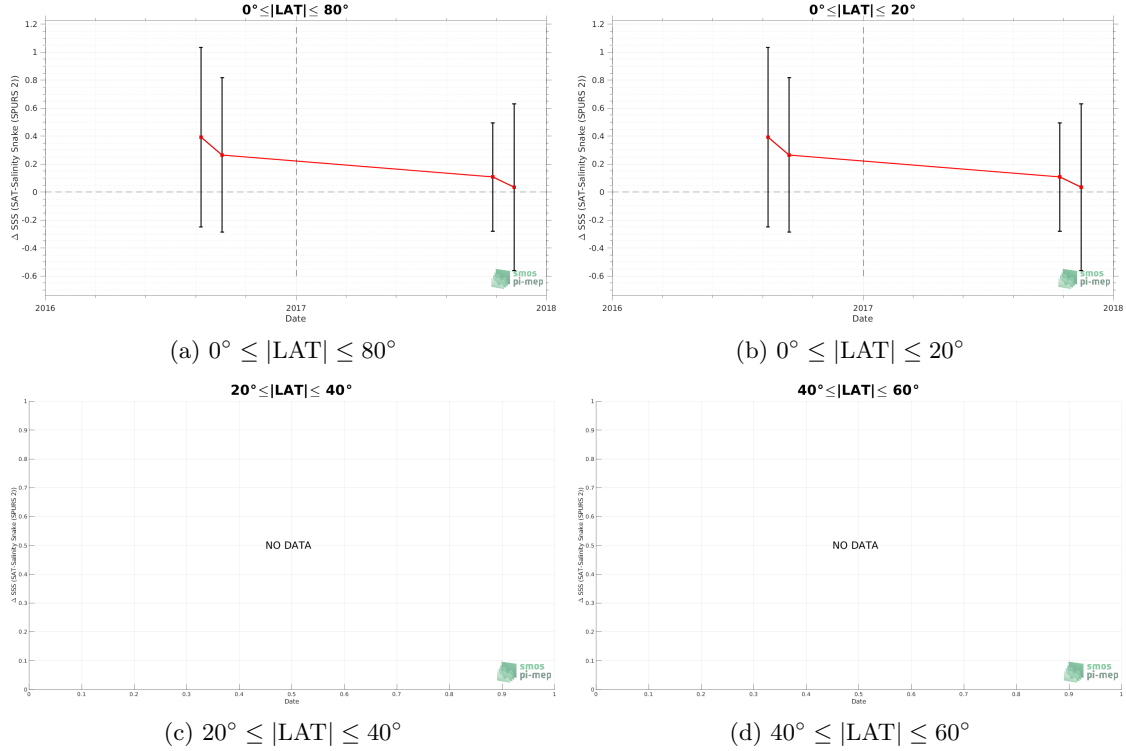 0°≤|LAT|≤ 80°
1.2
1
0.8
0.6
0.4
0.2
0
-0.2
-0.4
-0.6
Δ SSS (SAT-Salinity Snake (SPURS 2))
2016
2017
2018
Date
smos
pi-mep
(a) 0° ≤ |LAT| ≤ 80°
0°≤|LAT|≤ 20°
1.2
1
0.8
0.6
0.4
0.2
0
-0.2
-0.4
-0.6
Δ SSS (SAT-Salinity Snake (SPURS 2))
2016
2017
2018
Date
smos
pi-mep
(b) 0° ≤ |LAT| ≤ 20°
20°≤|LAT|≤ 40°
1
0.9
0.8
0.7
0.6
0.5
0.4
0.3
0.2
0.1
0
Δ SSS (SAT-Salinity Snake (SPURS 2))
NO DATA
0 0.1 0.2 0.3 0.4 0.5 0.6 0.7 0.8 0.9 1
Date
smos
pi-mep
(c) 20° ≤ |LAT| ≤ 40°
40°≤|LAT|≤ 60°
1
0.9
0.8
0.7
0.6
0.5
0.4
0.3
0.2
0.1
0
Δ SSS (SAT-Salinity Snake (SPURS 2))
NO DATA
0 0.1 0.2 0.3 0.4 0.5 0.6 0.7 0.8 0.9 1
Date
smos
pi-mep
(d) 40° ≤ |LAT| ≤ 60°